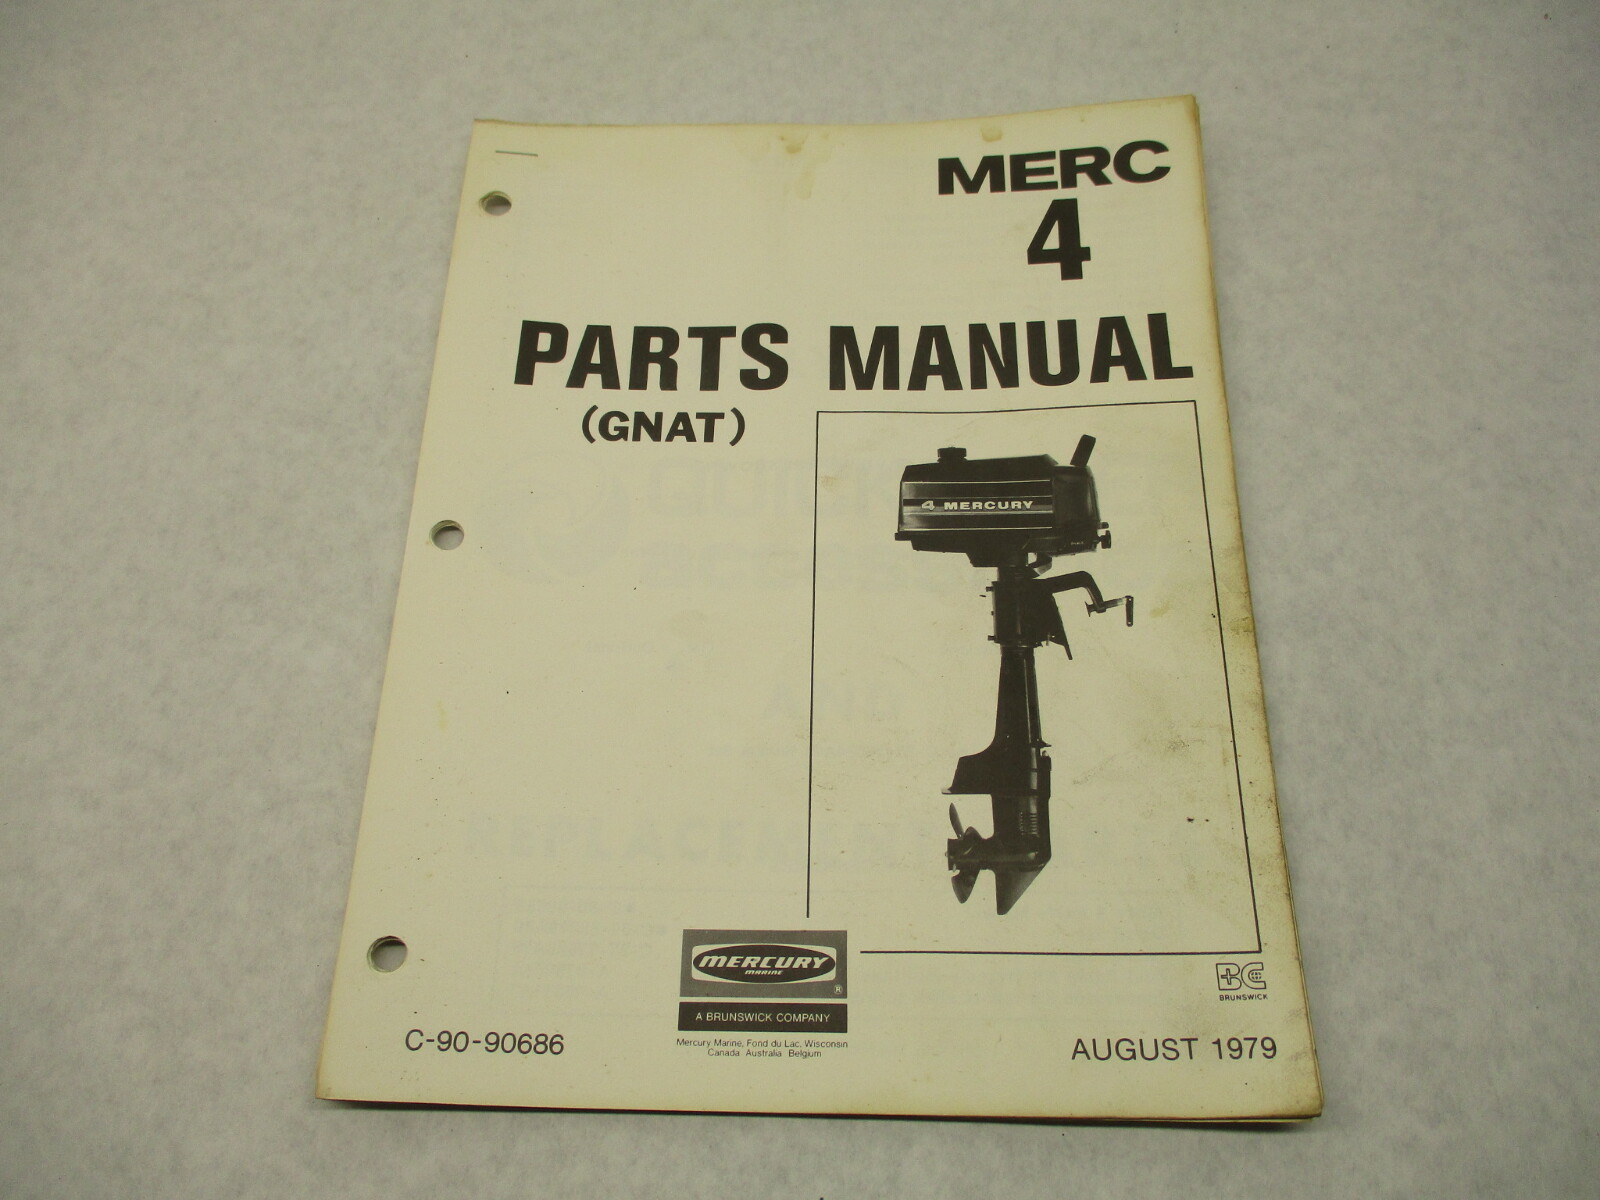 MERC
4
PARTS MANUAL
(GNAT)
4 MERCURY
MERCURY
MARINE
®
A BRUNSWICK COMPANY
Mercury Marine, Fond du Lac, Wisconsin
Canada Australia Belgium
BC
BRUNSWICK
C-90-90686
AUGUST 1979